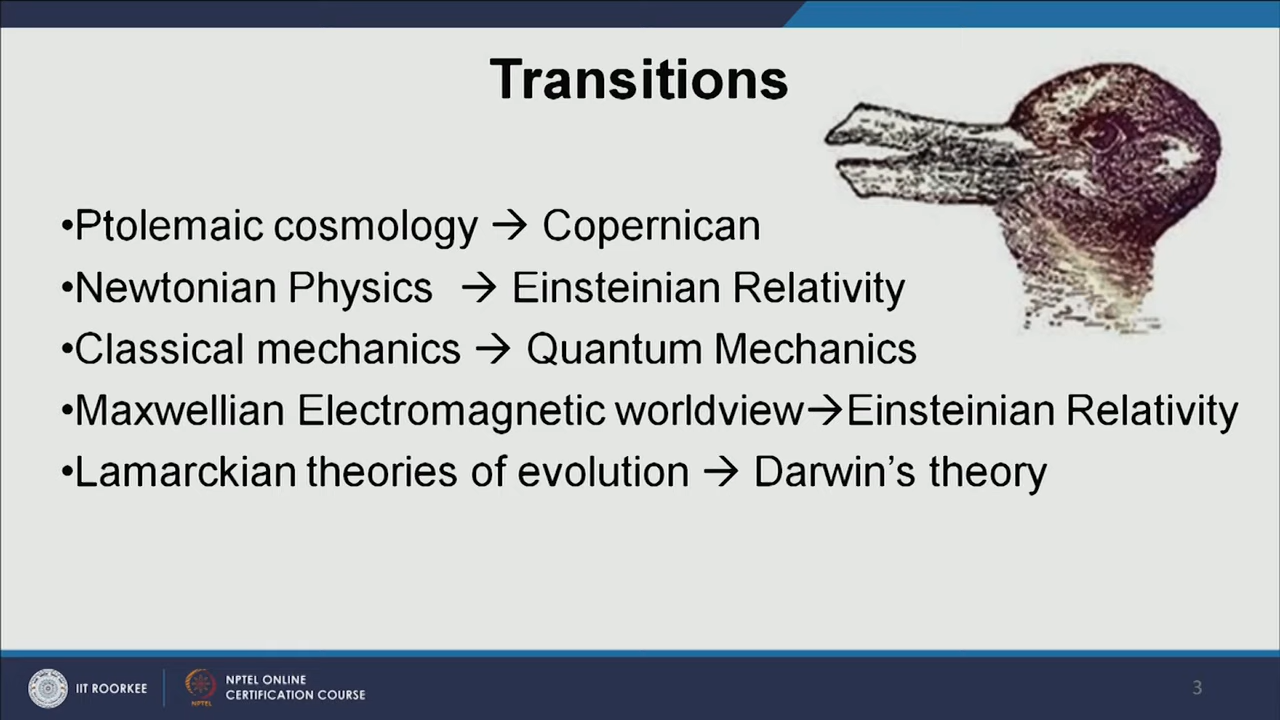 Transitions
•Ptolemaic cosmology → Copernican
•Newtonian Physics → Einsteinian Relativity
•Classical mechanics → Quantum Mechanics
•Maxwellian Electromagnetic worldview→Einsteinian Relativity
•Lamarckian theories of evolution → Darwin’s theory
IIT ROORKEE
NPTEL
NPTEL ONLINE
CERTIFICATION COURSE
3